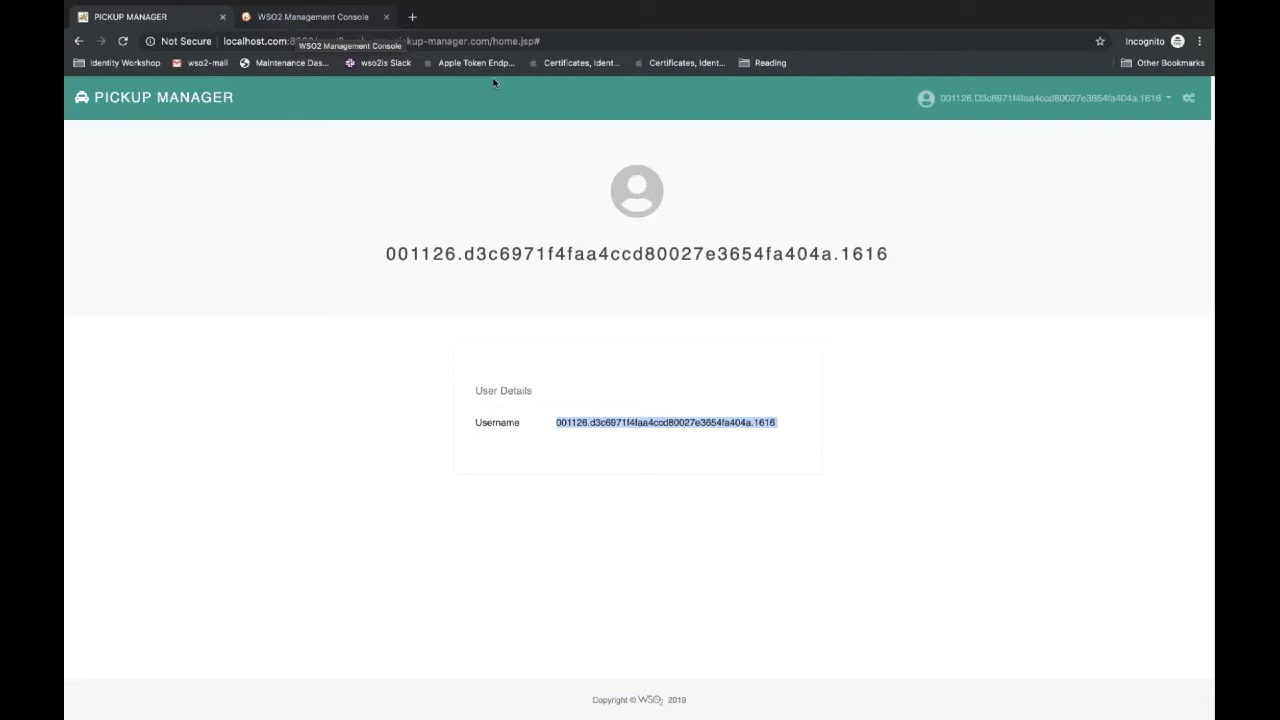 PICKUP MANAGER
WSO2 Management Console
Not Secure
localhost.com: pickup-manager.com/home.jsp#
WSO2 Management Console
Incognito
Identity Workshop
wso2-mail
Maintenance Das...
wso2is Slack
Apple Token Endp...
Certificates, Ident...
Certificates, Ident...
Reading
Other Bookmarks
PICKUP MANAGER
001126.D3c6971f4faa4ccd80027e3654fa404a.1616
001126.d3c6971f4faa4ccd80027e3654fa404a.1616
User Details
Username 001126.d3c6971f4faa4ccd80027e3654fa404a.1616
Copyright © WSO2 2019